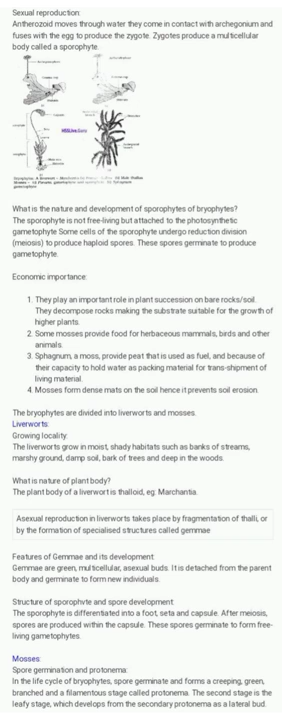 Sexual reproduction:
Antherozoid moves through water they come in contact with archegonium and
fuses with the egg to produce the zygote. Zygotes produce a multicellular
body called a sporophyte.
What is the nature and development of sporophytes of bryophytes?
The sporophyte is not free-living but attached to the photosynthetic
gametophyte Some cells of the sporophyte undergo reduction division
(meiosis) to produce haploid spores. These spores germinate to produce
gametophyte.
Economic importance:
1. They play an important role in plant succession on bare rocks/soil.
They decompose rocks making the substrate suitable for the growth of
higher plants.
2. Some mosses provide food for herbaceous mammals, birds and other
animals.
3. Sphagnum, a moss, provide peat that is used as fuel, and because of
their capacity to hold water as packing material for trans-shipment of
living material.
4. Mosses form dense mats on the soil hence it prevents soil erosion.
The bryophytes are divided into liverworts and mosses.
Liverworts:
Growing locality:
The liverworts grow in moist, shady habitats such as banks of streams,
marshy ground, damp soil, bark of trees and deep in the woods.
What is nature of plant body?
The plant body of a liverwort is thalloid, eg: Marchantia.
Asexual reproduction in liverworts takes place by fragmentation of thalli, or
by the formation of specialised structures called gemmae
Features of Gemmae and its development:
Gemmae are green, multicellular, asexual buds. It is detached from the parent
body and germinate to form new individuals.
Structure of sporophyte and spore development:
The sporophyte is differentiated into a foot, seta and capsule. After meiosis,
spores are produced within the capsule. These spores germinate to form free-
living gametophytes.
Mosses:
Spore germination and protonema:
In the life cycle of bryophytes, spore germinate and forms a creeping, green,
branched and a filamentous stage called protonema. The second stage is the
leafy stage, which develops from the secondary protonema as a lateral bud.